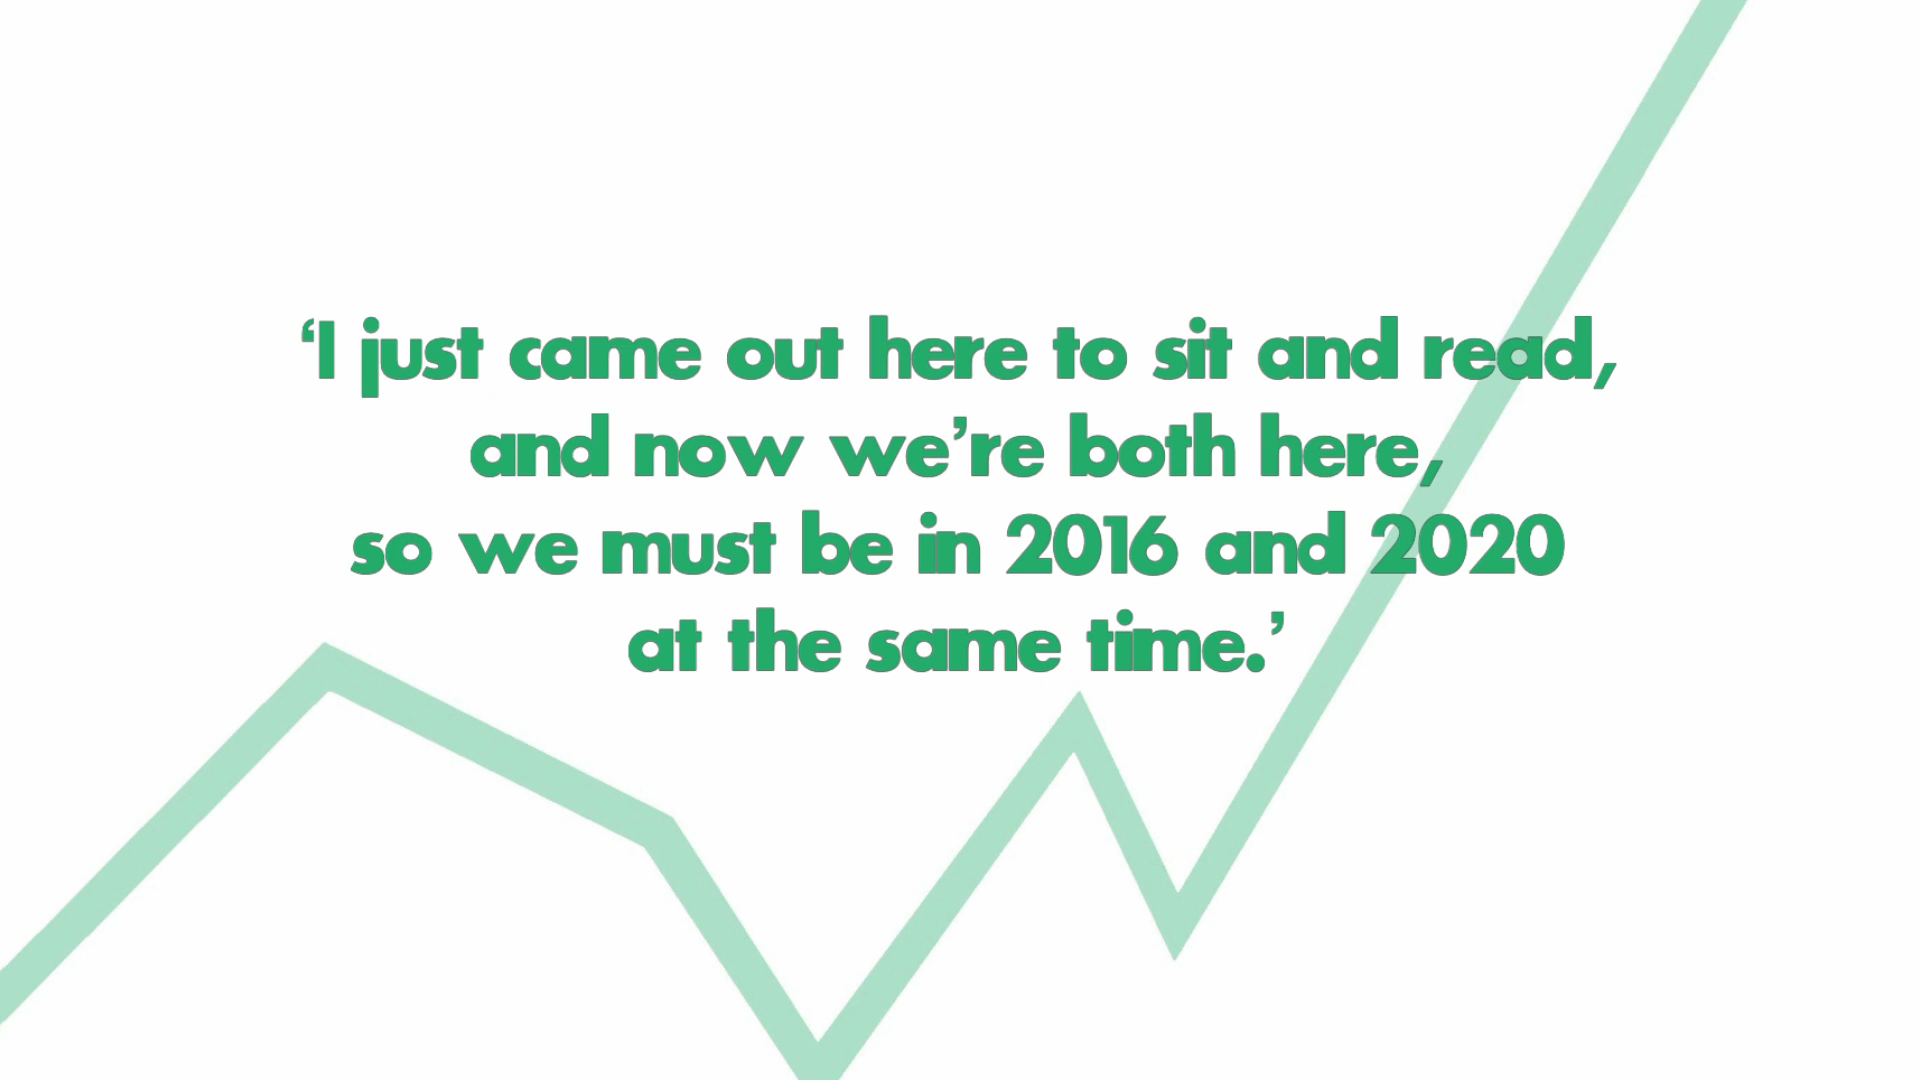 ‘I just came out here to sit and read,
and now we’re both here,
so we must be in 2016 and 2020
at the same time.’